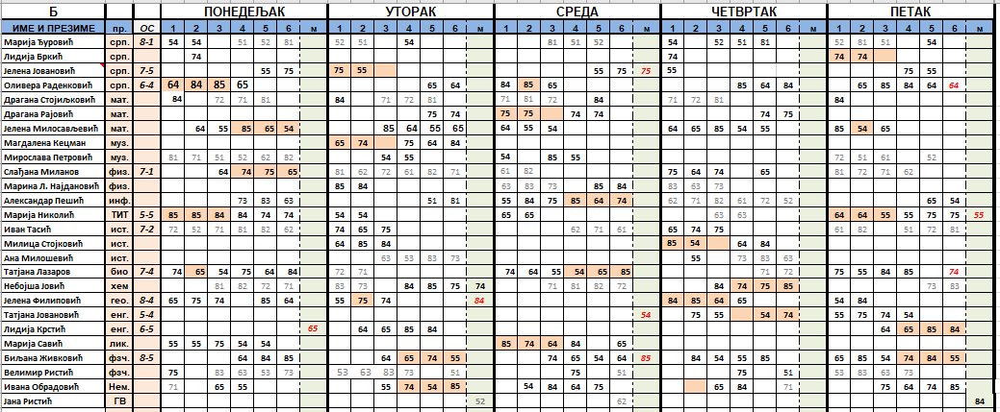 Б ПОНЕДЕЉАК УТОРАК СРЕДА ЧЕТВРТАК ПЕТАК
ИМЕ И ПРЕЗИМЕ пр. ОС 1 2 3 4 5 6 м 1 2 3 4 5 6 м 1 2 3 4 5 6 м 1 2 3 4 5 6 м 1 2 3 4 5 6 м
Марија Ђуровић срп. 8-1 54 54 51 52 81 52 51 54 81 51 52 54 52 51 81 52 81 51 54
Лидија Бркић срп. 74 74 74 74
Јелена Јовановић срп. 7-5 55 75 75 55 55 75 75 55 75 55
Оливера Раденковић срп. 6-4 64 84 85 65 65 64 84 85 65 85 64 84 65 85 84 64 64
Драгана Стојиљковић мат. 84 72 71 81 84 71 72 81 71 81 72 84 71 72 81 84
Драгана Рајовић мат. 75 74 75 75 74 74 74 75
Јелена Милосављевић мат. 64 55 85 65 54 85 64 55 65 64 55 54 64 65 85 54 55 85 54 65
Магдалена Кецман муз. 65 74 75 64 84
Мирослава Петровић муз. 81 71 51 52 62 82 54 55 54 85 55 72 51 61 52
Слађана Миланов физ. 7-1 64 74 75 65 81 62 72 61 82 71 61 82 75 64 74 65 81 72 71 62
Марина Л. Најдановић физ. 85 84 63 83 73 85 84 83 63 73
Александар Пешић инф. 73 83 63 51 81 55 84 75 85 64 74 62 71 82 61 72 52 65 54
Марија Николић ТИТ 5-5 85 85 84 84 74 74 54 54 65 65 63 63 64 64 55 55 75 75 55
Иван Тасић ист. 7-2 72 52 71 81 82 62 74 65 75 62 71 61 65 74 75 61 82 51 72 81
Милица Стојковић ист. 64 85 84 85 54 64 84
Ана Милошевић ист. 63 53 83 73 55 73 83 63
Татјана Лазаров био 7-4 74 65 54 75 64 84 72 71 74 64 55 54 65 85 71 72 75 55 84 85 74
Небојша Јовић хем 81 82 72 71 83 73 84 85 75 74 71 81 82 72 84 74 75 85 73 83
Јелена Филиповић гео. 8-4 65 75 74 85 64 55 75 74 84 84 85 64 65 54 84
Татјана Јовановић енг. 5-4 54 75 55 54 74 55 75 74 54
Лидија Крстић енг. 6-5 65 64 65 85 84 64 65 85 84
Марија Савић лик. 55 55 75 54 54 85 74 64 84 65
Биљана Живковић фзч. 8-5 64 84 85 64 65 74 55 74 65 54 64 85 84 54 55 85 65 85 54 74 84 55
Велимир Ристић фзч. 75 83 63 53 73 53 63 83 73 51 75 51 75 51 53 83 63 73
Ивана Обрадовић Нем. 71 65 55 55 74 54 85 54 84 64 75 65 84 71 75 64 74 85
Јана Ристић ГВ 52 62 84